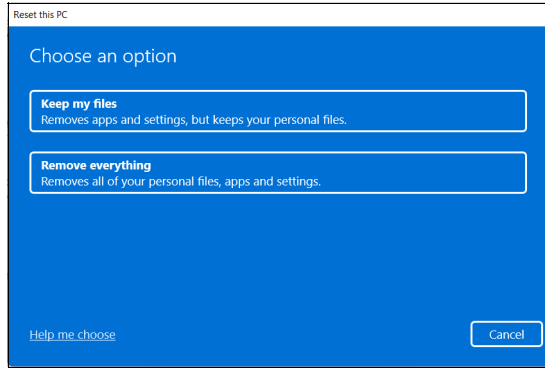 Reset this PC
Choose an option
Keep my files
Removes apps and settings, but keeps your personal files.
Remove everything
Removes all of your personal files, apps and settings.
Help me choose
Cancel